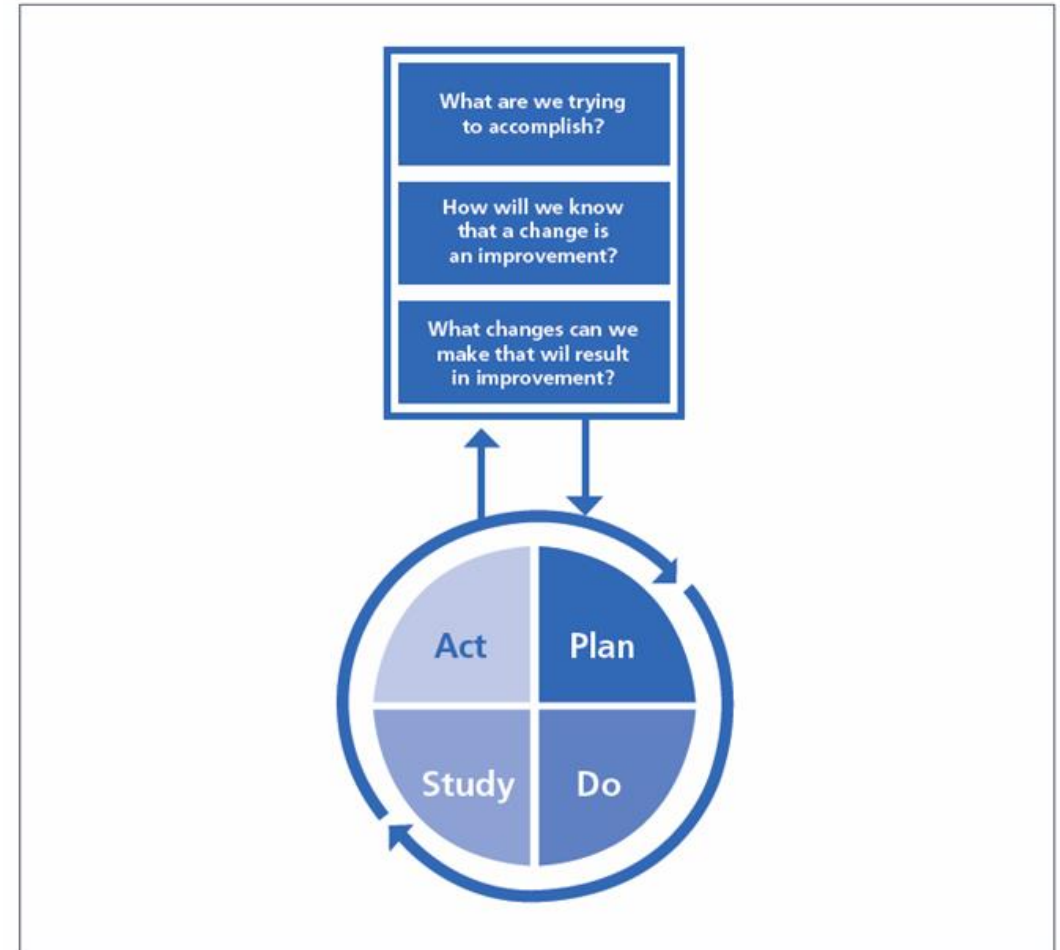 What are we trying
to accomplish?
How will we know
that a change is
an improvement?
What changes can we
make that wil result
in improvement?
Act
Plan
Study
Do